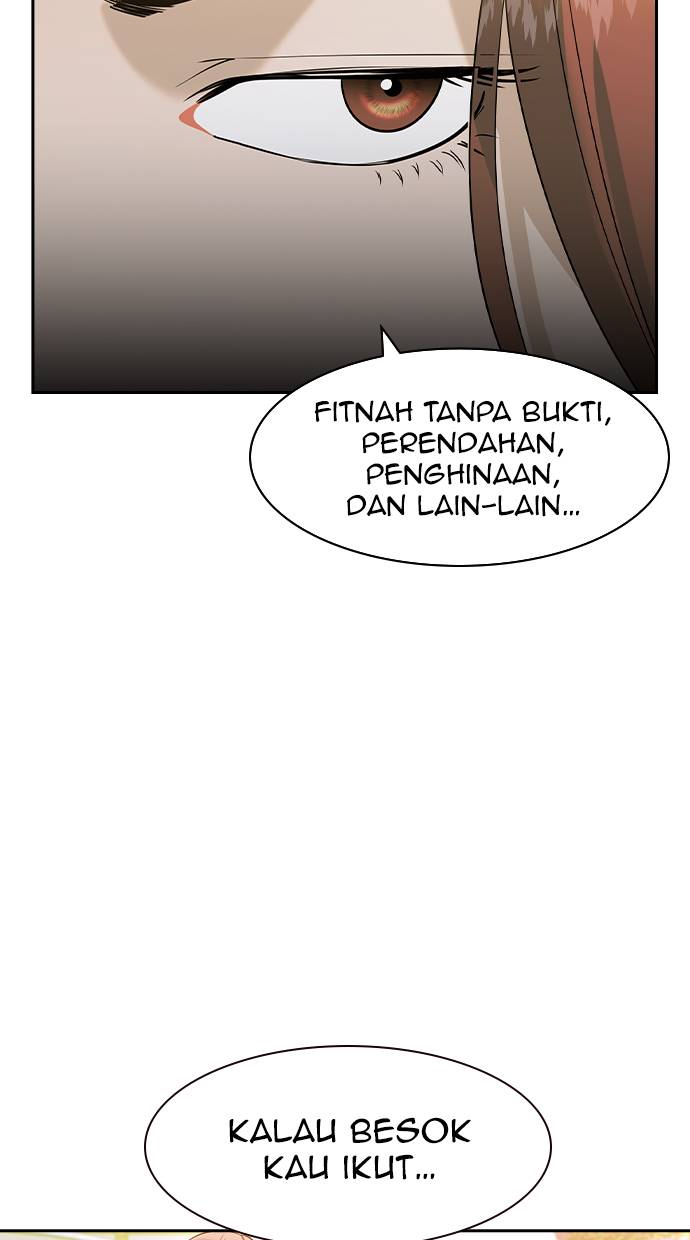 FITNAH TANPA BUKTI,
PERENDAHAN,
PENGHINAAN,
DAN LAIN-LAIN...
KALAU BESOK
KAU IKUT...